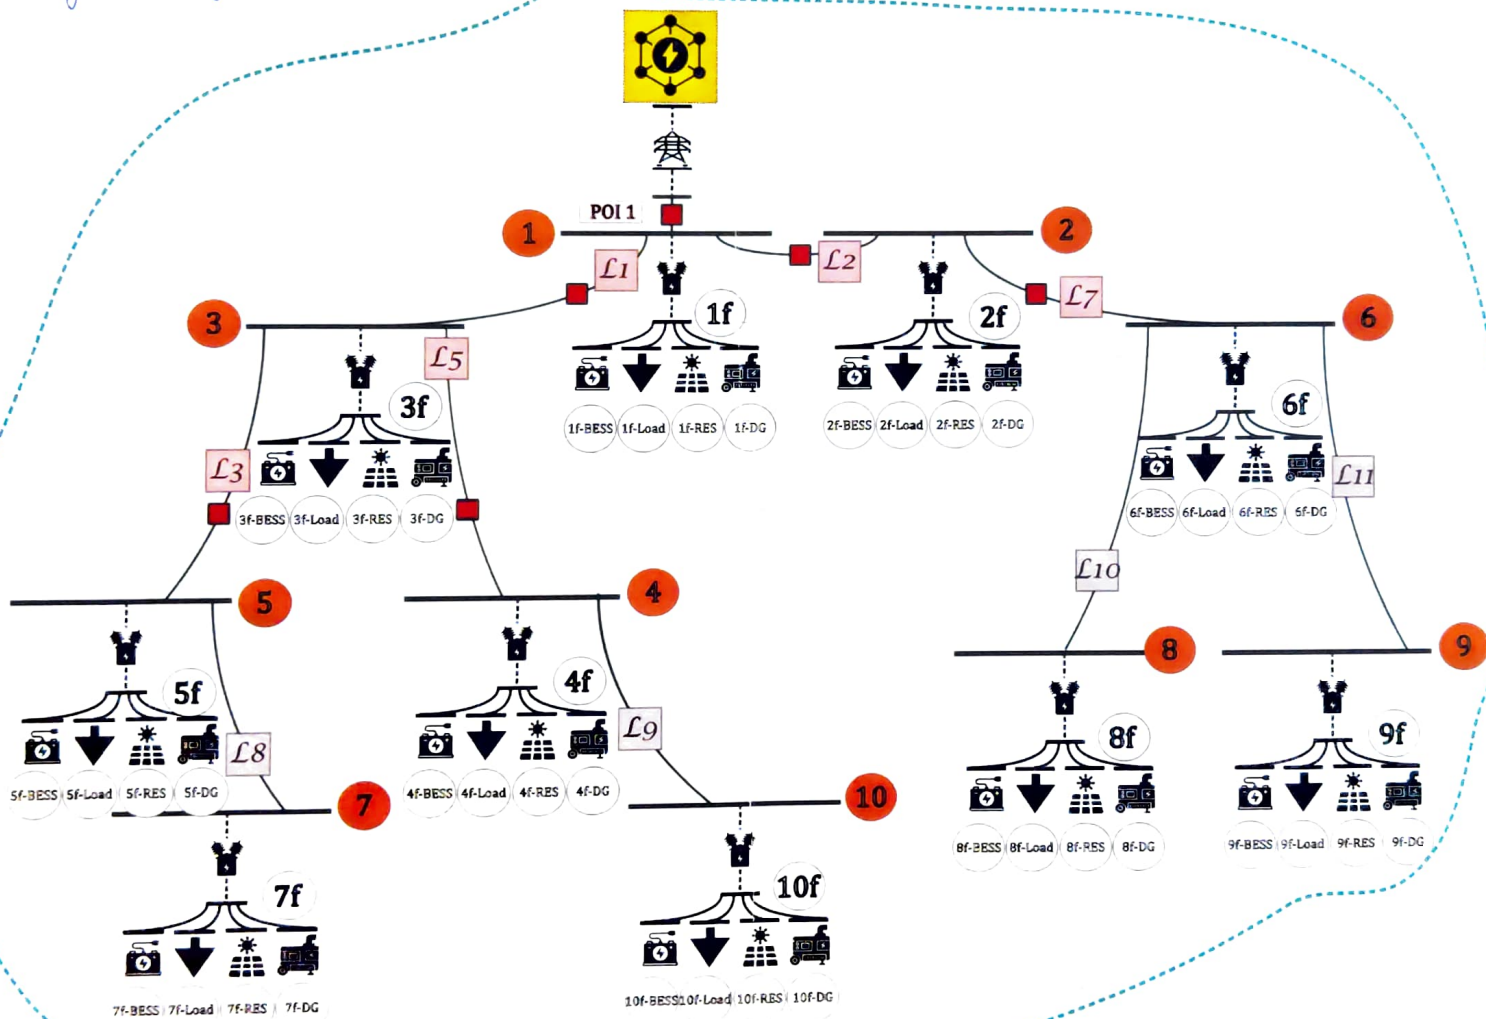 POI 1
1
2
L1
L2
L7
1f
2f
3
6
L5
3f
6f
1f-BESS 1f-Load 1f-RES 1f-DG
2f-BESS 2f-Load 2f-RES 2f-DG
L3
L11
3f-BESS 3f-Load 3f-RES 3f-DG
6f-BESS 6f-Load 6f-RES 6f-DG
L10
5
4
8
9
5f
4f
L8
L9
8f
9f
5f-BESS 5f-Load 5f-RES 5f-DG
4f-BESS 4f-Load 4f-RES 4f-DG
7
10
8f-BESS 8f-Load 8f-RES 8f-DG
9f-BESS 9f-Load 9f-RES 9f-DG
7f
10f
7f-BESS 7f-Load 7f-RES 7f-DG
10f-BESS 10f-Load 10f-RES 10f-DG